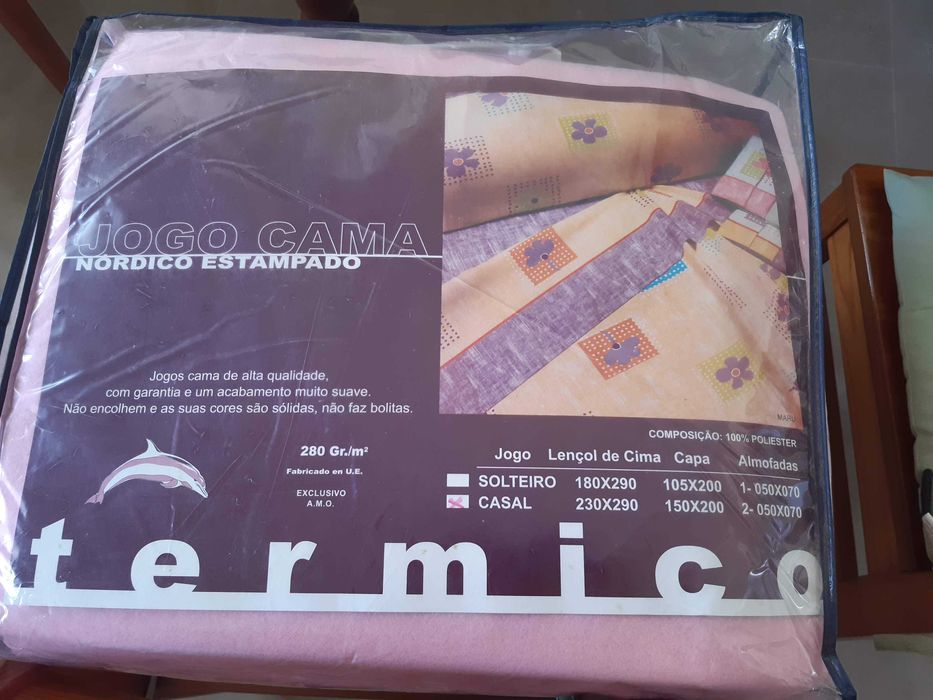 JOGO CAMA
NORDICO ESTAMPADO
Jogos cama de alta qualidade,
com garantia e um acabamento muito suave.
Não encolhem e as suas cores são sólidas, não faz bolitas.
280 Gr./m²
Fabricado en U.E.
EXCLUSIVO
A.M.O.
MARU
COMPOSIÇÃO: 100% POLIESTER
Jogo Lençol de Cima Capa Almofadas
SOLTEIRO 180X290 105X200 1- 050X070
CASAL 230X290 150X200 2- 050X070
termico